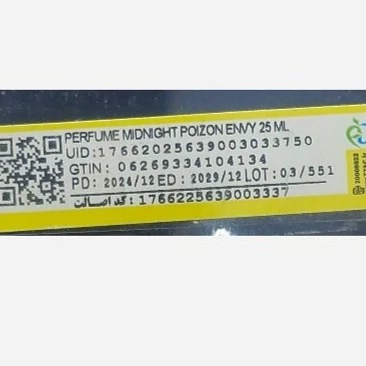 PERFUME MIDNIGHT POIZON ENVY 25 ML
UID:17662025639003033750
GTIN : 06269334104134
PD: 2024/12 ED: 2029/12 LOT: 03/551
کد اصالت: 1766225639003337